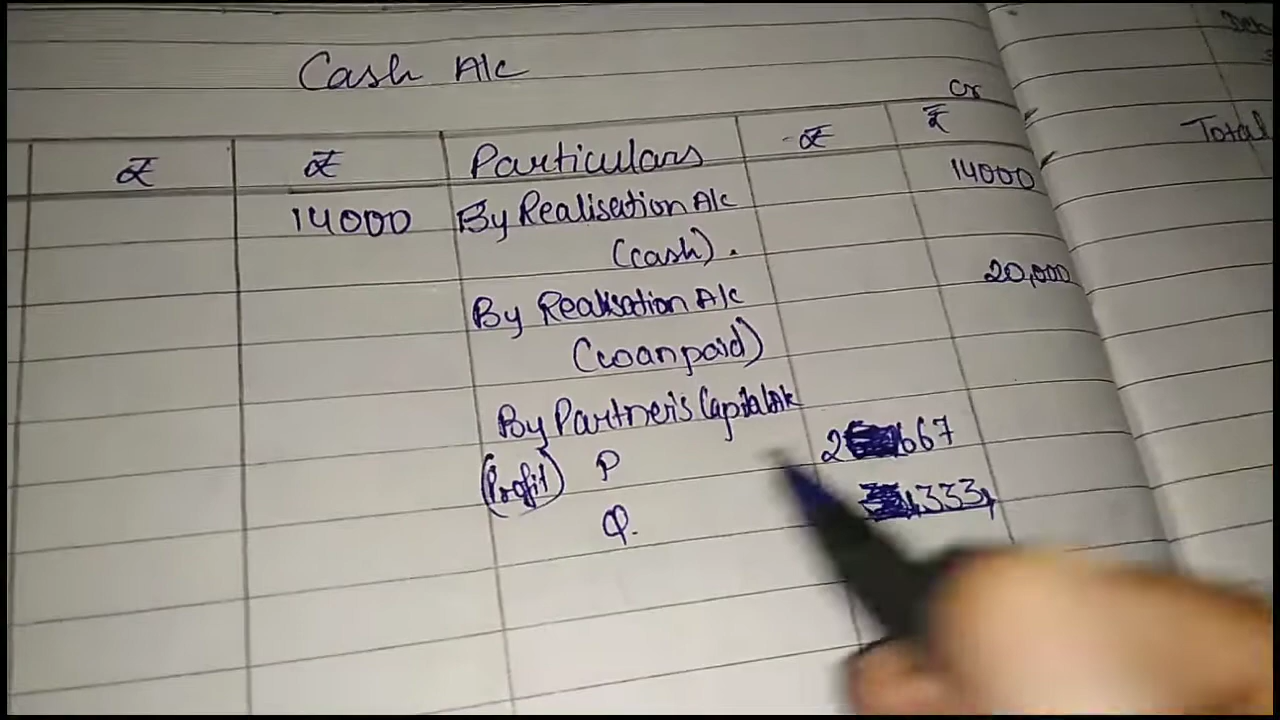 Cash A/c
Cr
₹ ₹ Particulars ₹ ₹
14000 By Realisation A/c 14000
(cash).
By Realisation A/c 20,000
(Loan paid)
By Partner's Capital A/c
(Profit) P 667
Q. ,333,
Total